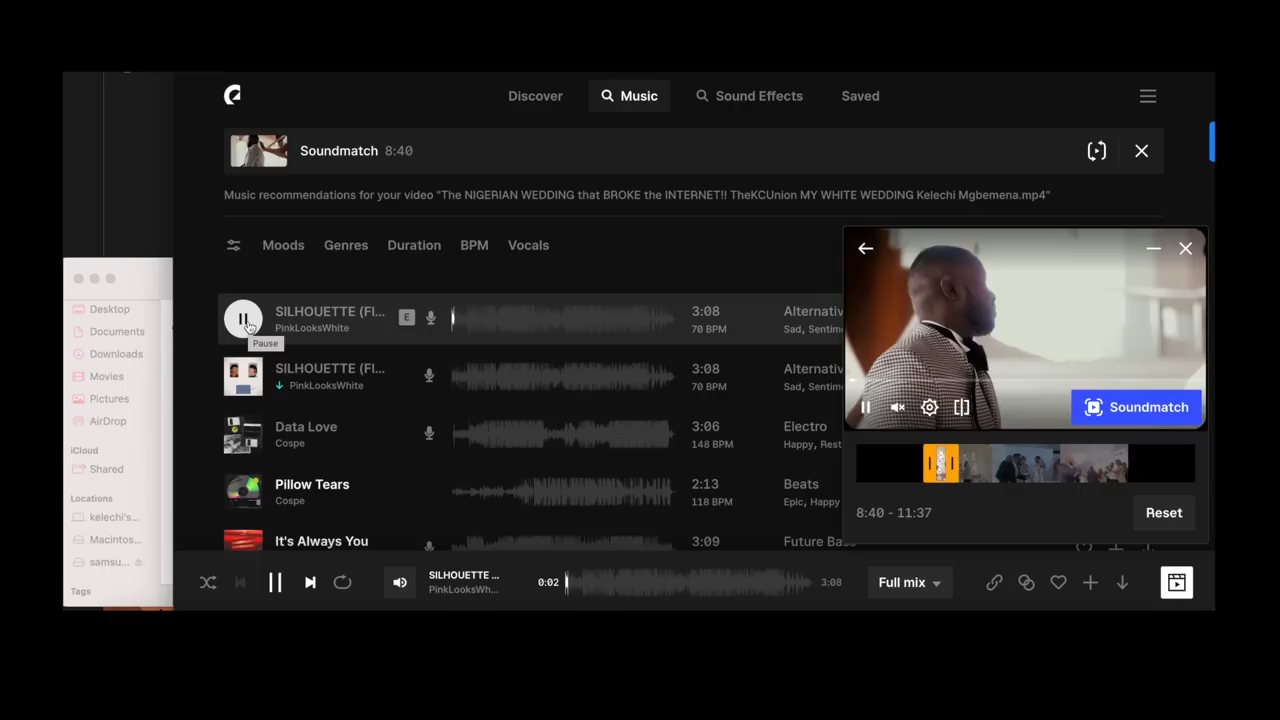 Discover
Music
Sound Effects
Saved
Soundmatch 8:40
Music recommendations for your video "The NIGERIAN WEDDING that BROKE the INTERNET!! TheKCUnion MY WHITE WEDDING Kelechi Mgbemena.mp4"
Moods
Genres
Duration
BPM
Vocals
SILHOUETTE (FI...
PinkLooksWhite
E
3:08
70 BPM
Alternativ
Sad, Sentim
Pause
SILHOUETTE (FI...
PinkLooksWhite
3:08
70 BPM
Alternativ
Sad, Sentim
Data Love
Cospe
3:06
148 BPM
Electro
Happy, Rest
Pillow Tears
Cospe
2:13
118 BPM
Beats
Epic, Happy
It's Always You
3:09
Future Bas
Soundmatch
8:40 - 11:37
Reset
Desktop
Documents
Downloads
Movies
Pictures
AirDrop
iCloud
Shared
Locations
kelechi's...
Macintos...
samsu...
Tags
SILHOUETTE ...
PinkLooksWh...
0:02
3:08
Full mix